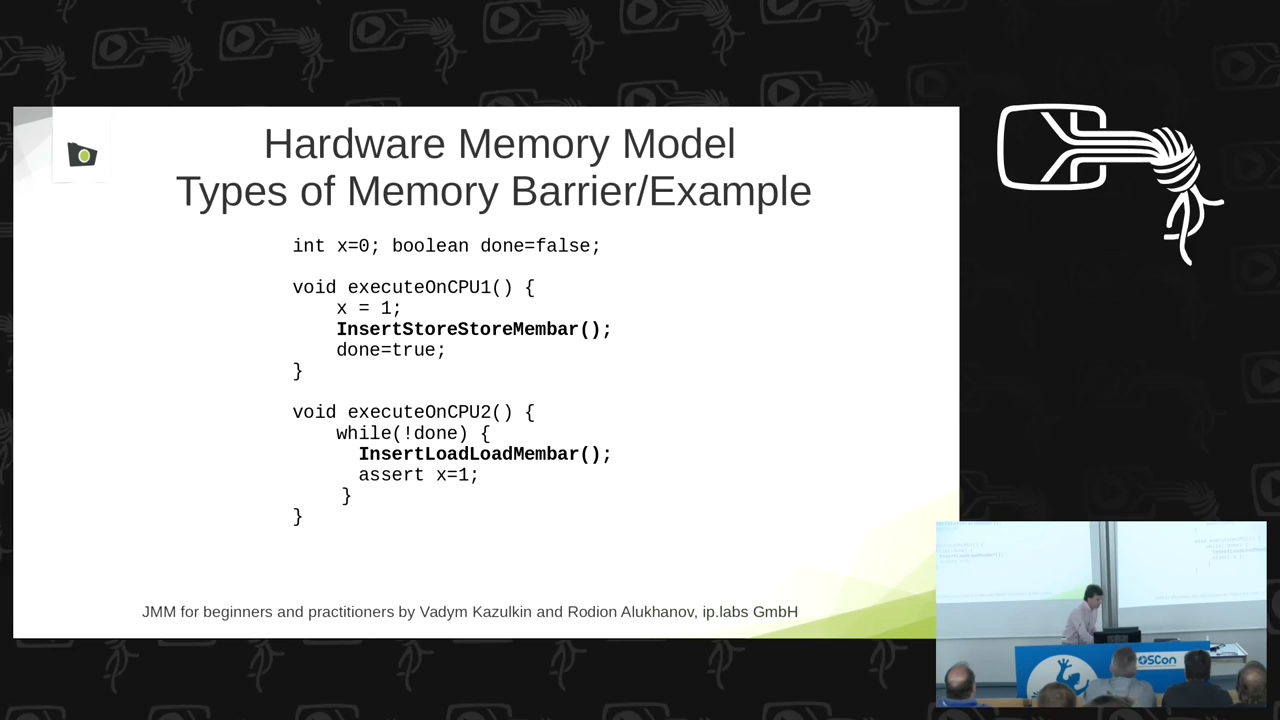 Hardware Memory Model
Types of Memory Barrier/Example
int x=0; boolean done=false;
void executeOnCPU1() {
x = 1;
InsertStoreStoreMembar();
done=true;
}
void executeOnCPU2() {
while(!done) {
InsertLoadLoadMembar();
assert x=1;
}
}
JMM for beginners and practitioners by Vadym Kazulkin and Rodion Alukhanov, ip.labs GmbH